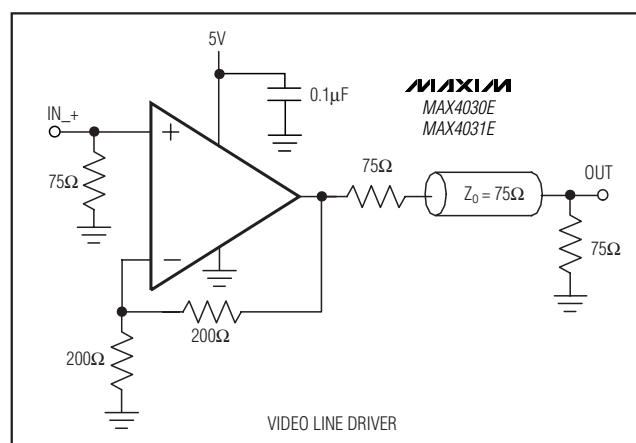 5V
0.1μF
MAXIM
MAX4030E
MAX4031E
IN_+
75Ω
+
−
75Ω
Z0 = 75Ω
OUT
75Ω
200Ω
200Ω
VIDEO LINE DRIVER